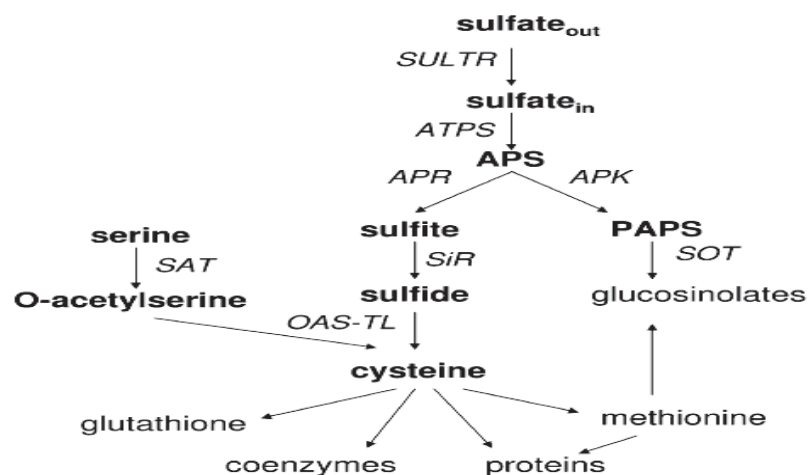 sulfate_out
SULTR
sulfate_in
ATPS
APS
APR APK
serine sulfite PAPS
SAT SiR SOT
O-acetylserine sulfide glucosinolates
OAS-TL
cysteine
glutathione methionine
coenzymes proteins